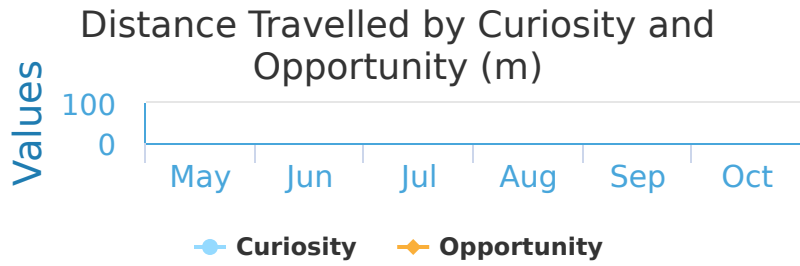 Distance Travelled by Curiosity and
Opportunity (m)
Values
100
0
May Jun Jul Aug Sep Oct
Curiosity Opportunity